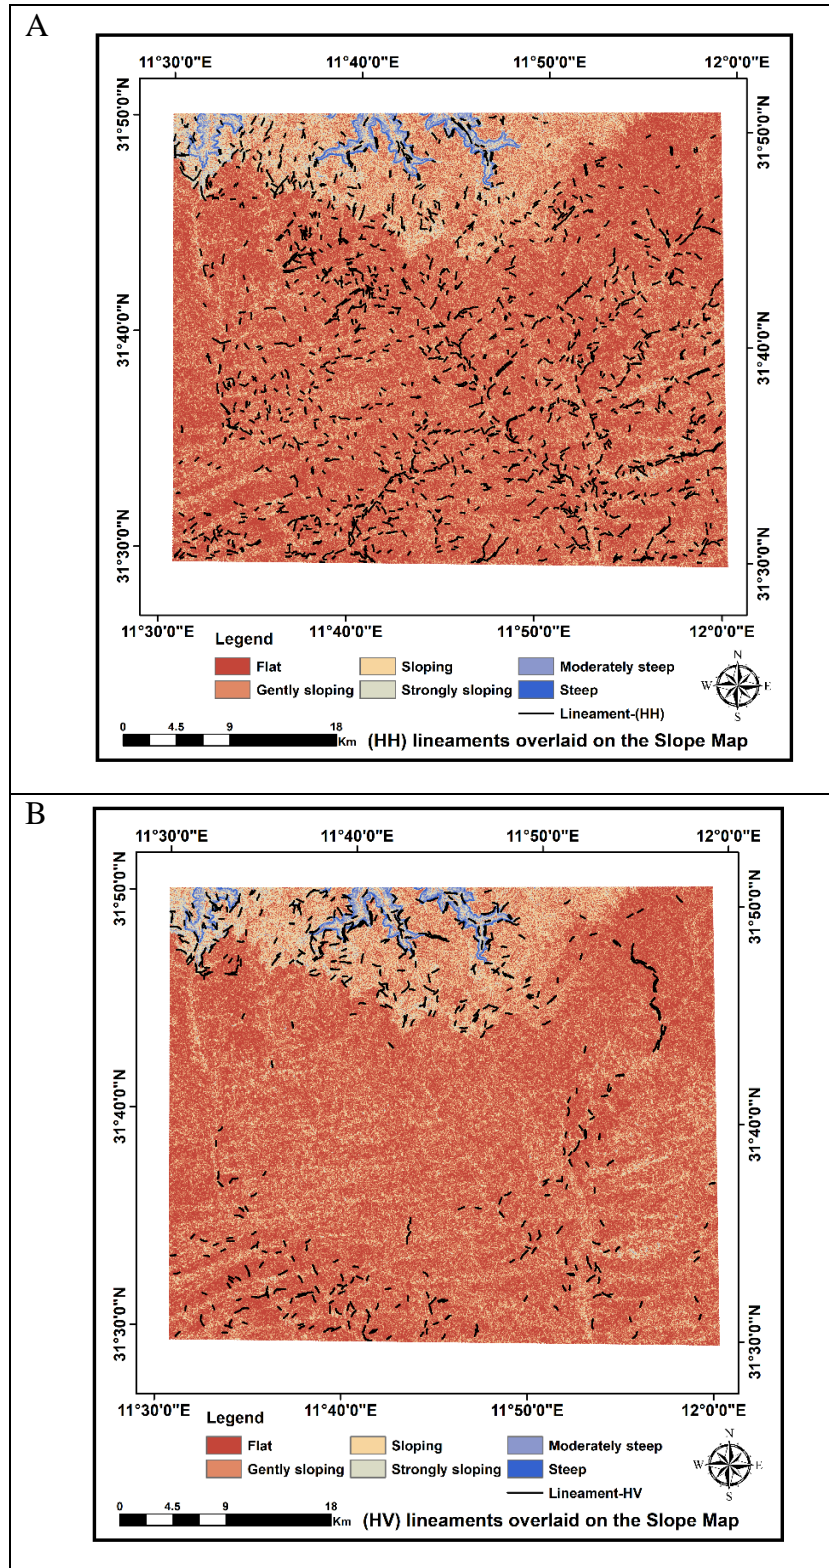 A
11°30'0"E 11°40'0"E 11°50'0"E 12°0'0"E
31°50'0"N 31°50'0"N
31°40'0"N 31°40'0"N
31°30'0"N 31°30'0"N
11°30'0"E 11°40'0"E 11°50'0"E 12°0'0"E
Legend
Flat Sloping Moderately steep
Gently sloping Strongly sloping Steep
Lineament-(HH)
N
W E
S
0 4.5 9 18
Km
(HH) lineaments overlaid on the Slope Map
B
11°30'0"E 11°40'0"E 11°50'0"E 12°0'0"E
31°50'0"N 31°50'0"N
31°40'0"N 31°40'0"N
31°30'0"N 31°30'0"N
11°30'0"E 11°40'0"E 11°50'0"E 12°0'0"E
Legend
Flat Sloping Moderately steep
Gently sloping Strongly sloping Steep
Lineament-HV
N
W E
S
0 4.5 9 18
Km
(HV) lineaments overlaid on the Slope Map